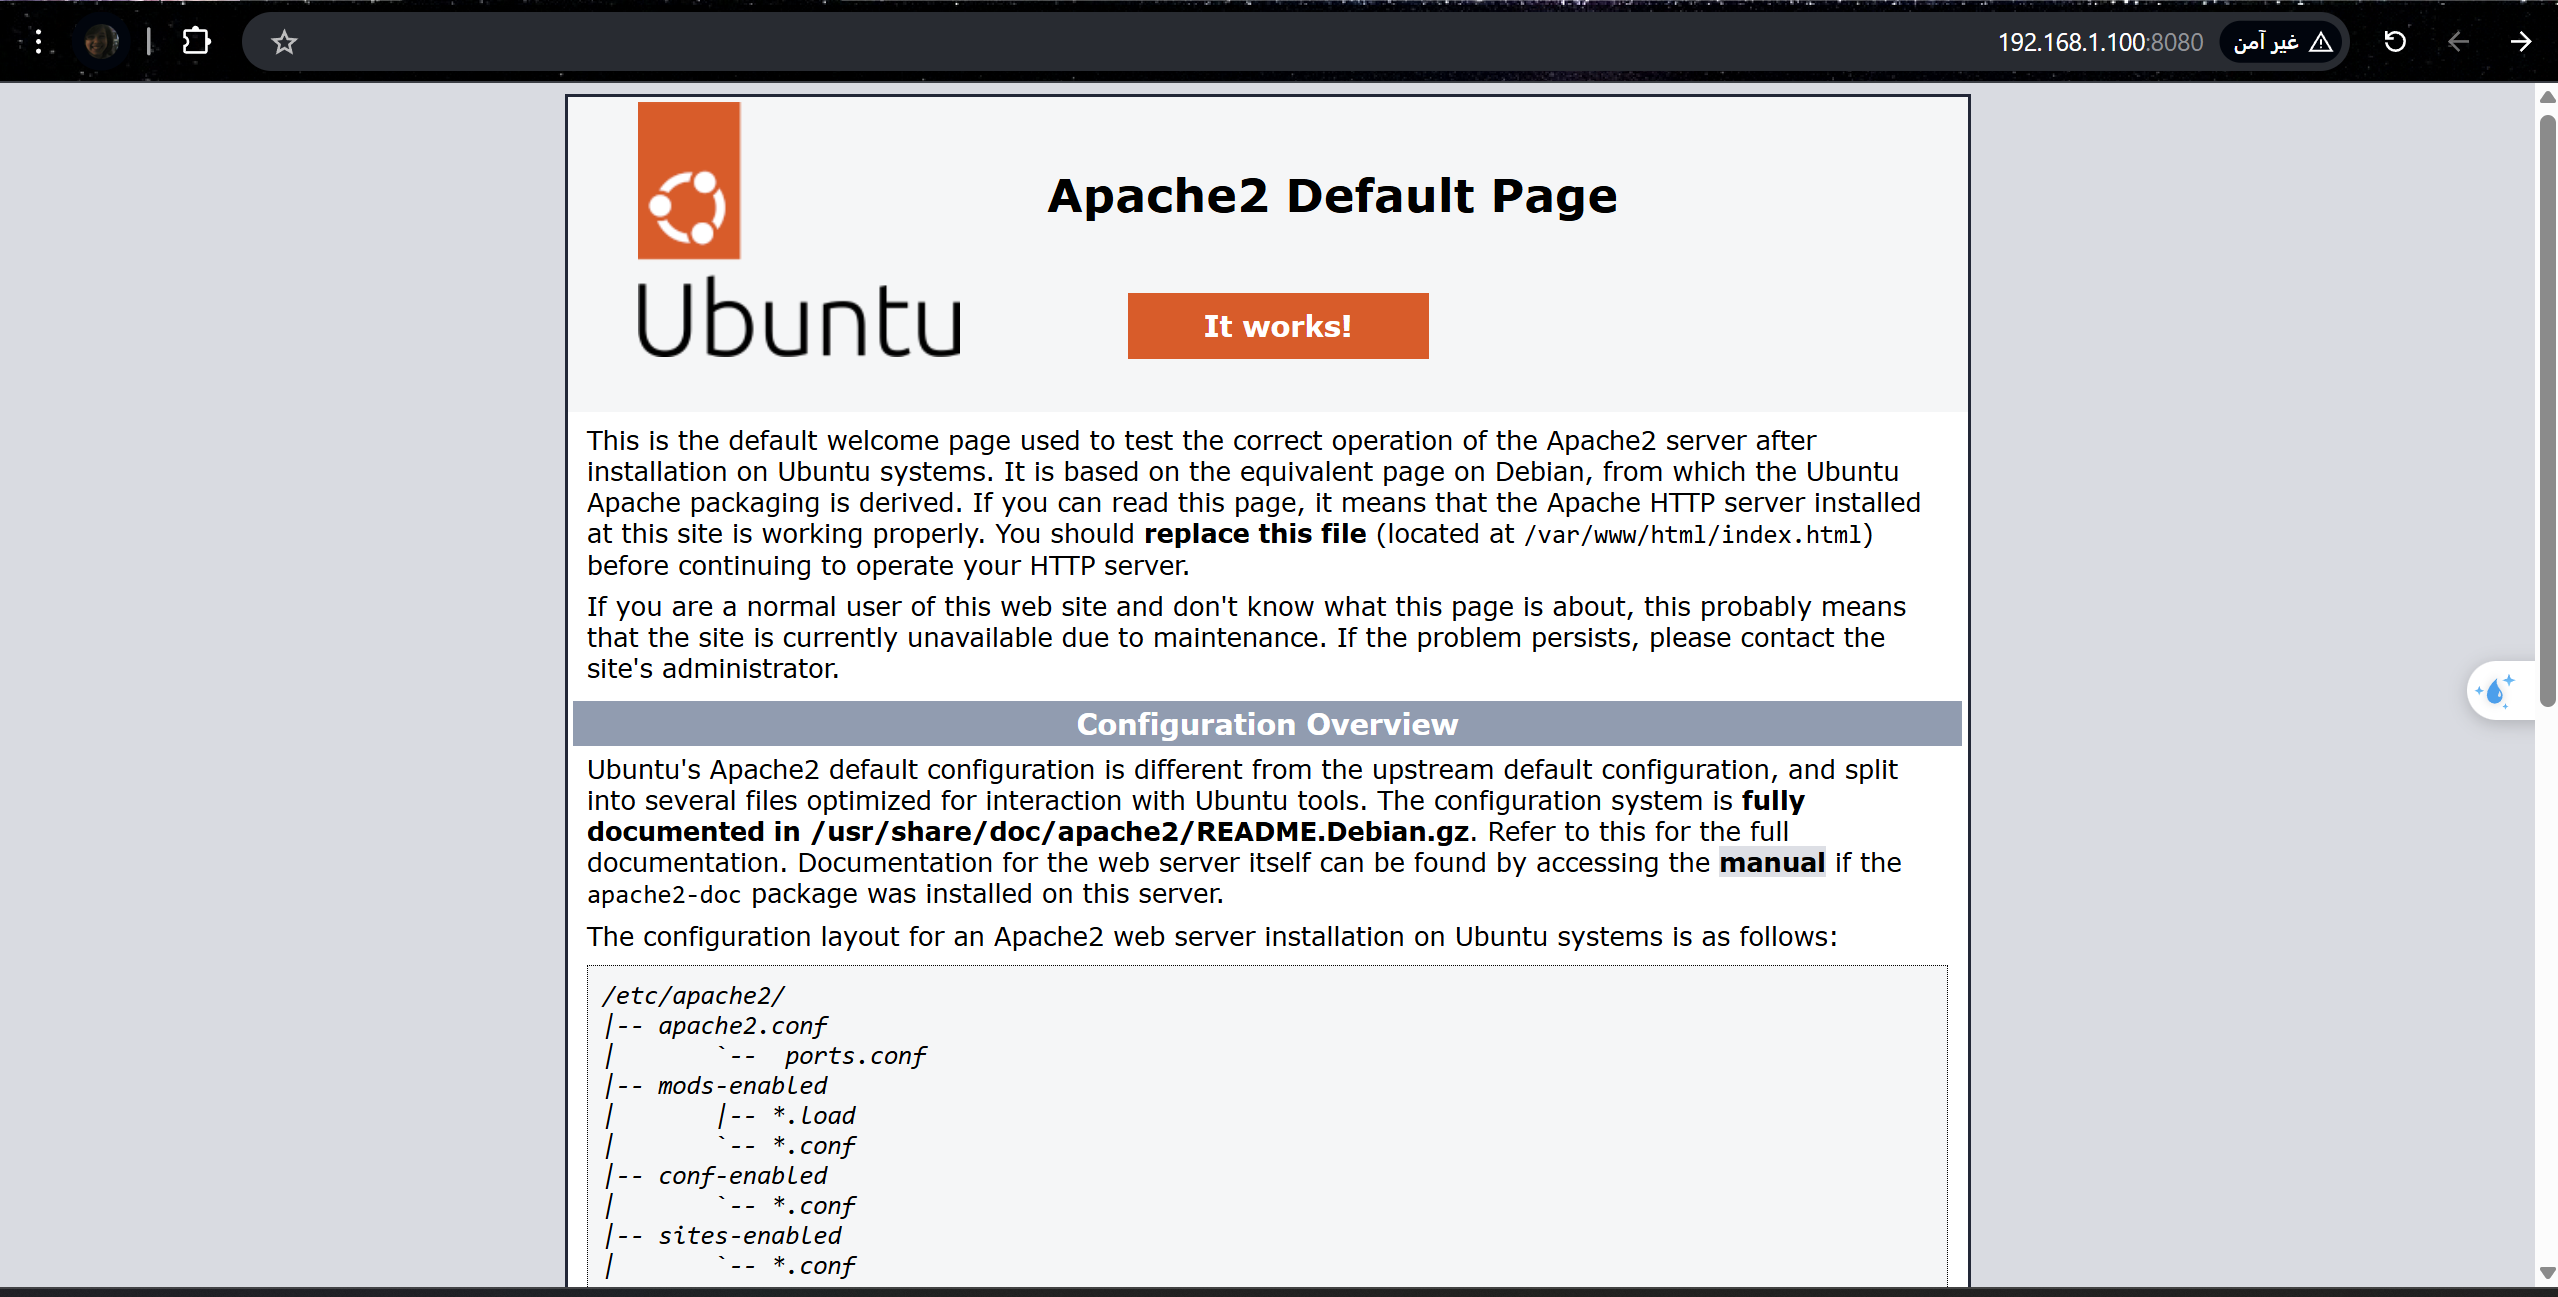 192.168.1.100:8080
غير آمن
Apache2 Default Page
Ubuntu
It works!
This is the default welcome page used to test the correct operation of the Apache2 server after
installation on Ubuntu systems. It is based on the equivalent page on Debian, from which the Ubuntu
Apache packaging is derived. If you can read this page, it means that the Apache HTTP server installed
at this site is working properly. You should replace this file (located at /var/www/html/index.html)
before continuing to operate your HTTP server.
If you are a normal user of this web site and don't know what this page is about, this probably means
that the site is currently unavailable due to maintenance. If the problem persists, please contact the
site's administrator.
Configuration Overview
Ubuntu's Apache2 default configuration is different from the upstream default configuration, and split
into several files optimized for interaction with Ubuntu tools. The configuration system is fully
documented in /usr/share/doc/apache2/README.Debian.gz. Refer to this for the full
documentation. Documentation for the web server itself can be found by accessing the manual if the
apache2-doc package was installed on this server.
The configuration layout for an Apache2 web server installation on Ubuntu systems is as follows:
/etc/apache2/
|-- apache2.conf
|       `--  ports.conf
|-- mods-enabled
|       |-- *.load
|       `-- *.conf
|-- conf-enabled
|       `-- *.conf
|-- sites-enabled
|       `-- *.conf